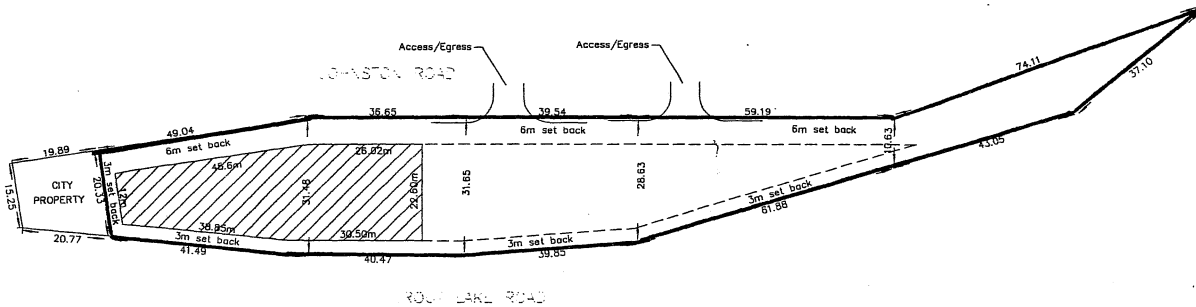 Access/Egress
Access/Egress
JOHNSTON ROAD
74.11
37.10
36.65
39.54
59.19
49.04
6m set back
6m set back
6m set back
19.89
10.63
43.05
26.02m
48.6m
CITY
PROPERTY
15.25
20.33
3m set back
12m
31.48
22.60m
31.65
28.63
3m set back
61.88
38.85m
30.50m
3m set back
3m set back
20.77
41.49
40.47
39.85
LAKE ROAD